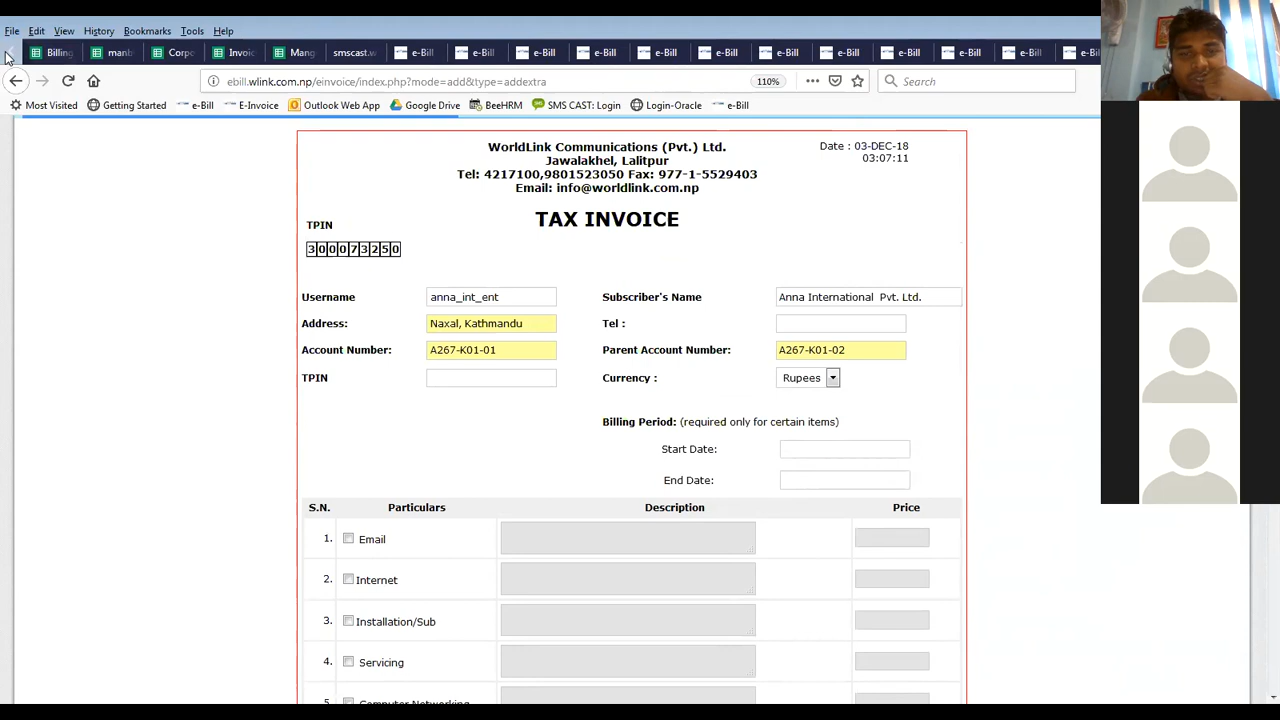 File Edit View History Bookmarks Tools Help
Billing manb Corpo Invoic Mang smscast.w e-Bill e-Bill e-Bill e-Bill e-Bill e-Bill e-Bill e-Bill e-Bill e-Bill e-Bill
ebill.wlink.com.np/einvoice/index.php?mode=add&type=addextra 110% Search
Most Visited Getting Started e-Bill E-Invoice Outlook Web App Google Drive BeeHRM SMS CAST: Login Login-Oracle e-Bill
WorldLink Communications (Pvt.) Ltd. Date : 03-DEC-18
Jawalakhel, Lalitpur 03:07:11
Tel: 4217100,9801523050 Fax: 977-1-5529403
Email: info@worldlink.com.np
TAX INVOICE
TPIN
300073250
Username anna_int_ent Subscriber's Name Anna International Pvt. Ltd.
Address: Naxal, Kathmandu Tel :
Account Number: A267-K01-01 Parent Account Number: A267-K01-02
TPIN Currency : Rupees
Billing Period: (required only for certain items)
Start Date:
End Date:
S.N. Particulars Description Price
1. Email
2. Internet
3. Installation/Sub
4. Servicing
5. Computer Networking